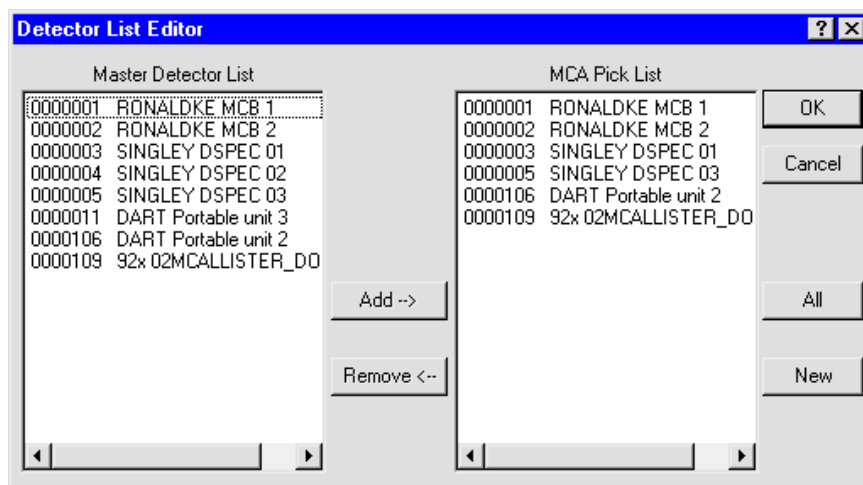 Detector List Editor
Master Detector List
0000001 RONALDKE MCB 1
0000002 RONALDKE MCB 2
0000003 SINGLEY DSPEC 01
0000004 SINGLEY DSPEC 02
0000005 SINGLEY DSPEC 03
0000011 DART Portable unit 3
0000106 DART Portable unit 2
0000109 92x 02MCALLISTER_DO
Add -->
Remove <--
MCA Pick List
0000001 RONALDKE MCB 1
0000002 RONALDKE MCB 2
0000003 SINGLEY DSPEC 01
0000005 SINGLEY DSPEC 03
0000106 DART Portable unit 2
0000109 92x 02MCALLISTER_DO
OK
Cancel
All
New